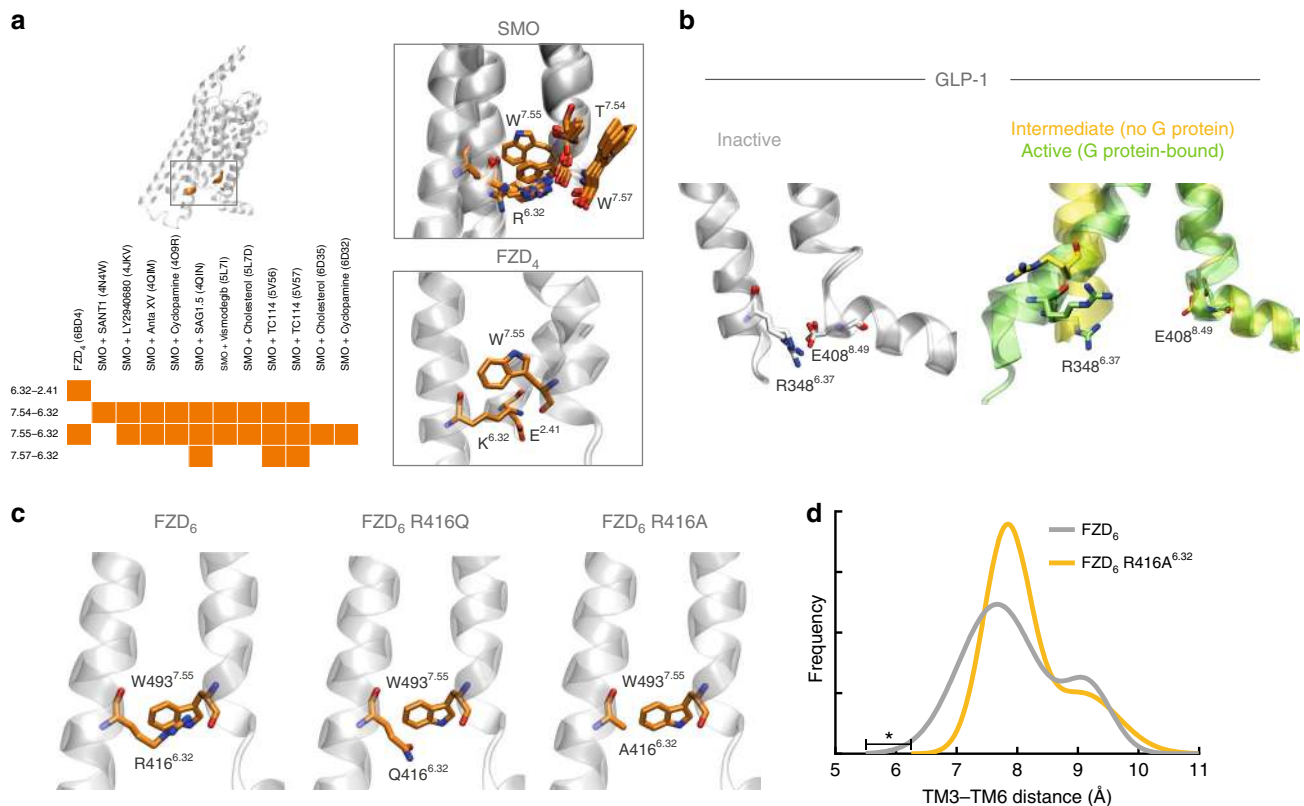 a
SMO
W7.55
T7.54
R6.32
W7.57
FZD4 (6BD4)
SMO + SANT1 (4N4W)
SMO + LY2940680 (4JKV)
SMO + Anta XV (4QIM)
SMO + Cyclopamine (4O9R)
SMO + SAG1.5 (4QIN)
SMO + Vismodegib (5L7I)
SMO + Cholesterol (5L7D)
SMO + TC114 (5V56)
SMO + TC114 (5V57)
SMO + Cholesterol (6D35)
SMO + Cyclopamine (6D32)
6.32–2.41
7.54–6.32
7.55–6.32
7.57–6.32
FZD4
W7.55
K6.32
E2.41
b
GLP-1
Inactive
Intermediate (no G protein)
Active (G protein-bound)
E4088.49
R3486.37
E4088.49
R3486.37
c
FZD6
FZD6 R416Q
FZD6 R416A
W4937.55
W4937.55
W4937.55
R4166.32
Q4166.32
A4166.32
d
FZD6
FZD6 R416A6.32
Frequency
*
5 6 7 8 9 10 11
TM3–TM6 distance (Å)